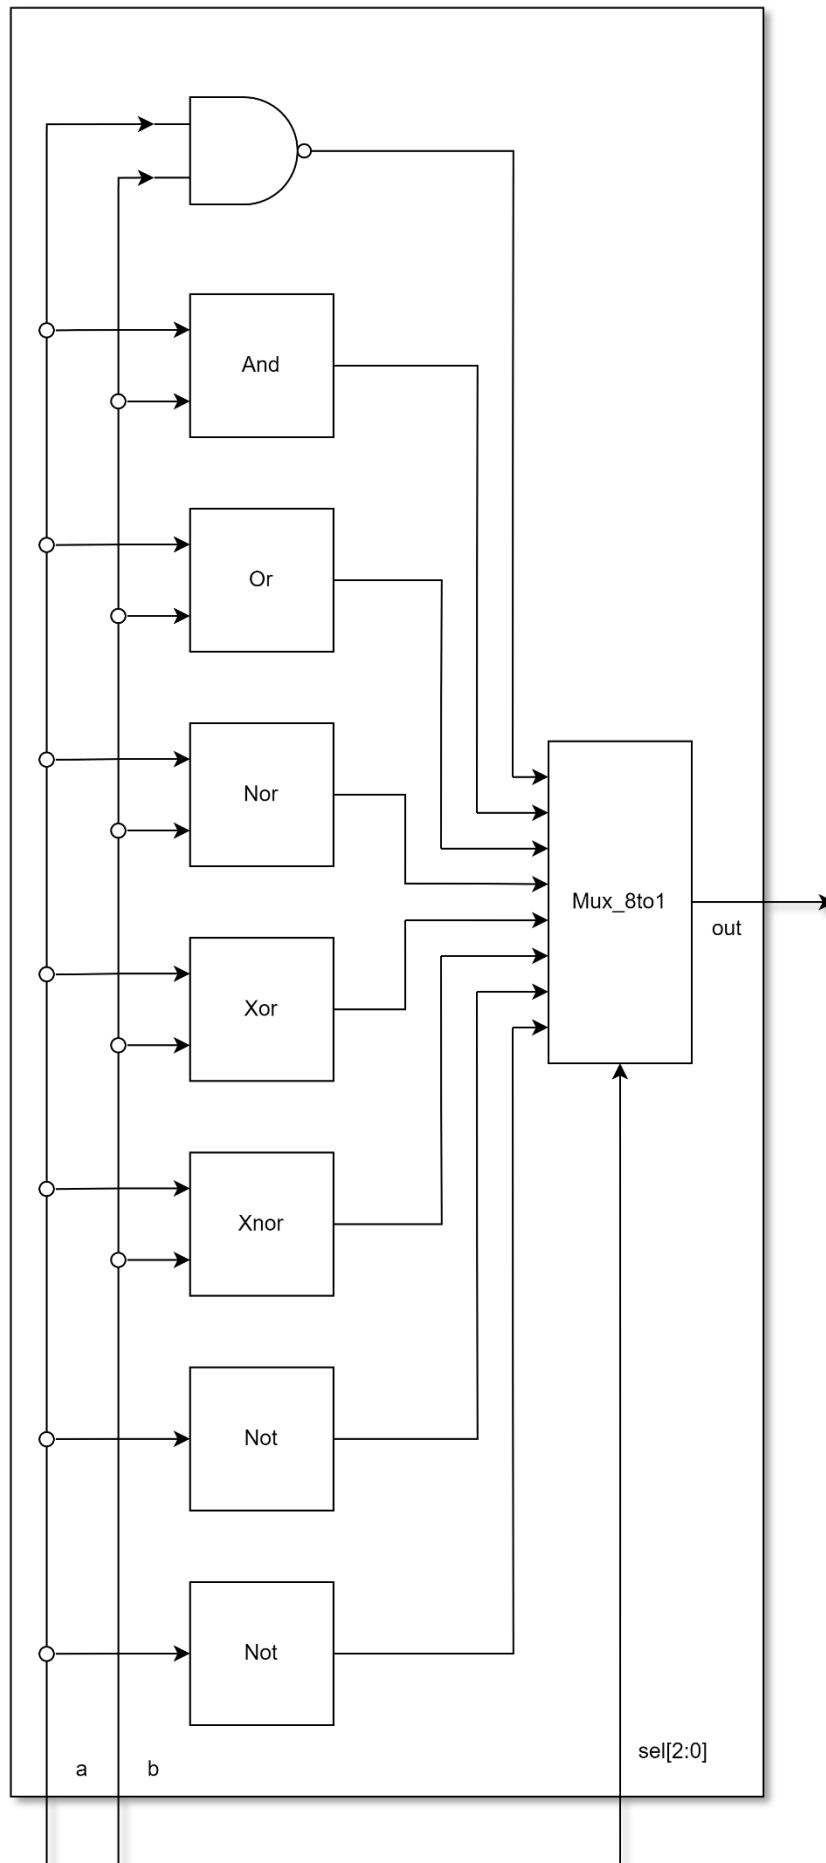 And
Or
Nor
Mux_8to1
out
Xor
Xnor
Not
Not
sel[2:0]
a
b